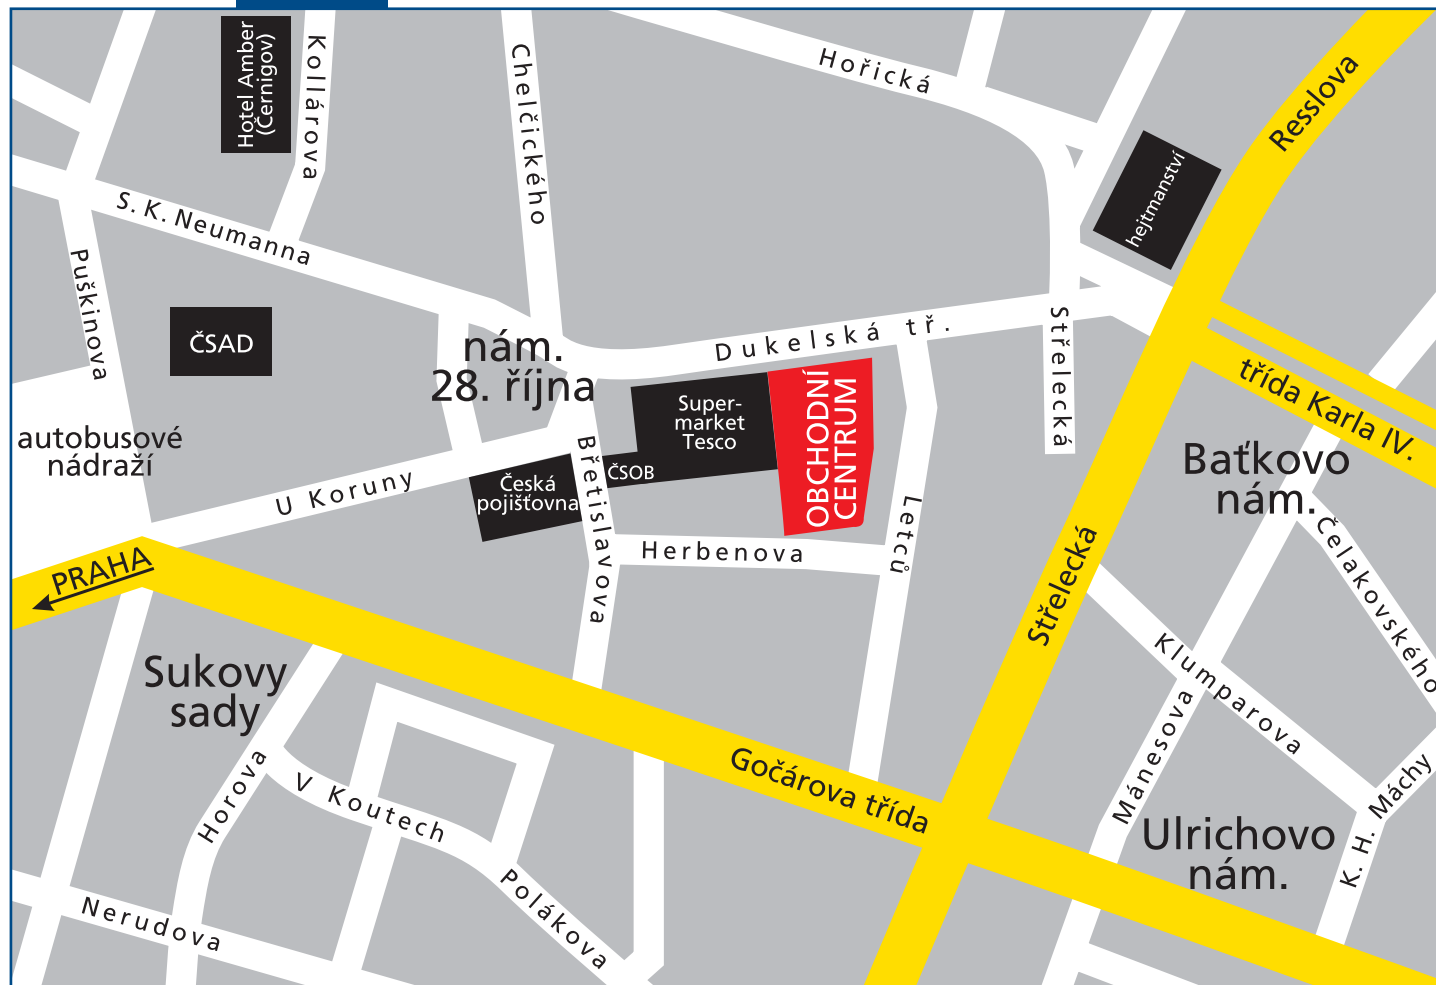 Hotel Amber
(Černigov)
Kollárova
Chelčického
Hořická
Resslova
hejtmanství
S. K. Neumanna
Puškinova
ČSAD
nám.
28. října
Dukelská tř.
Střelecká
třída Karla IV.
autobusové
nádraží
U Koruny
Česká
pojišťovna
Břetislavova
ČSOB
Super-
market
Tesco
OBCHODNÍ
CENTRUM
Letců
Herbenova
Baťkovo
nám.
Čelakovského
PRAHA
Střelecká
Klumparova
Sukovy
sady
Horova
V Koutech
Gočárova třída
Mánesova
K. H. Máchy
Ulrichovo
nám.
Polákova
Nerudova